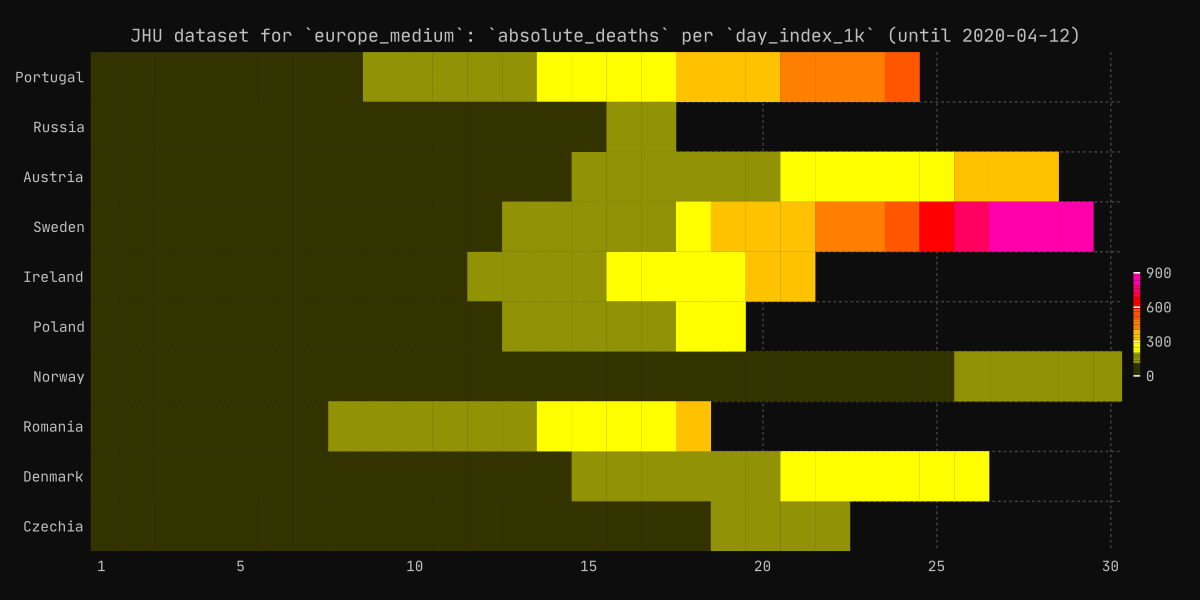 JHU dataset for `europe_medium`: `absolute_deaths` per `day_index_1k` (until 2020-04-12)
Portugal
Russia
Austria
Sweden
Ireland
Poland
Norway
Romania
Denmark
Czechia
900
600
300
0
1 5 10 15 20 25 30